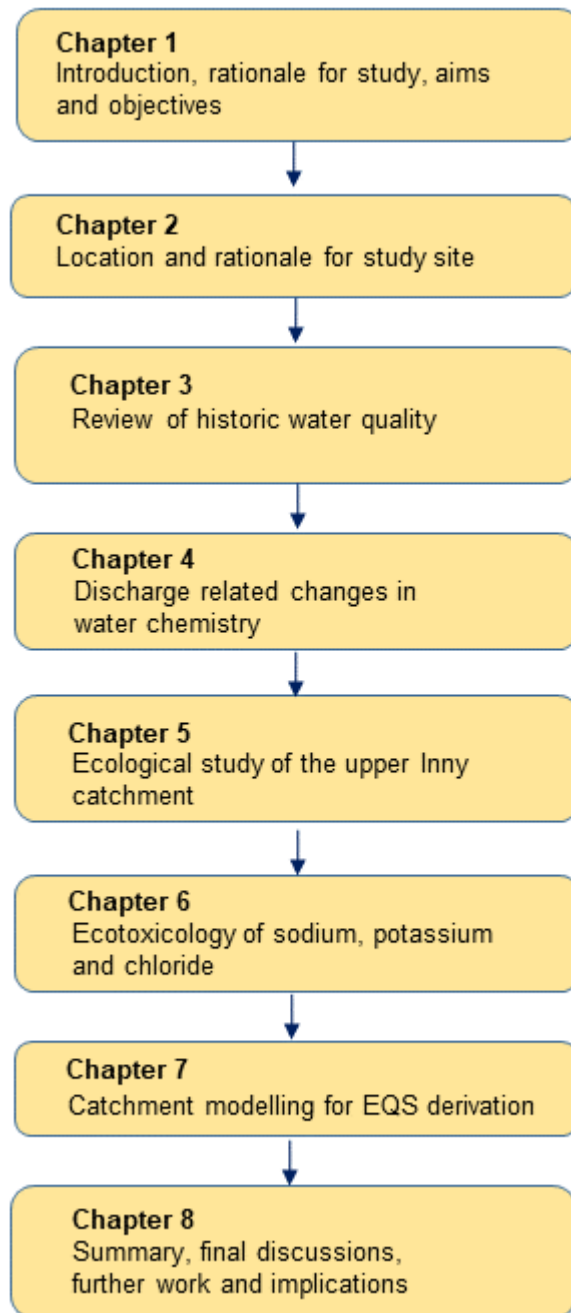 Chapter 1
Introduction, rationale for study, aims
and objectives
Chapter 2
Location and rationale for study site
Chapter 3
Review of historic water quality
Chapter 4
Discharge related changes in
water chemistry
Chapter 5
Ecological study of the upper Inny
catchment
Chapter 6
Ecotoxicology of sodium, potassium
and chloride
Chapter 7
Catchment modelling for EQS derivation
Chapter 8
Summary, final discussions,
further work and implications